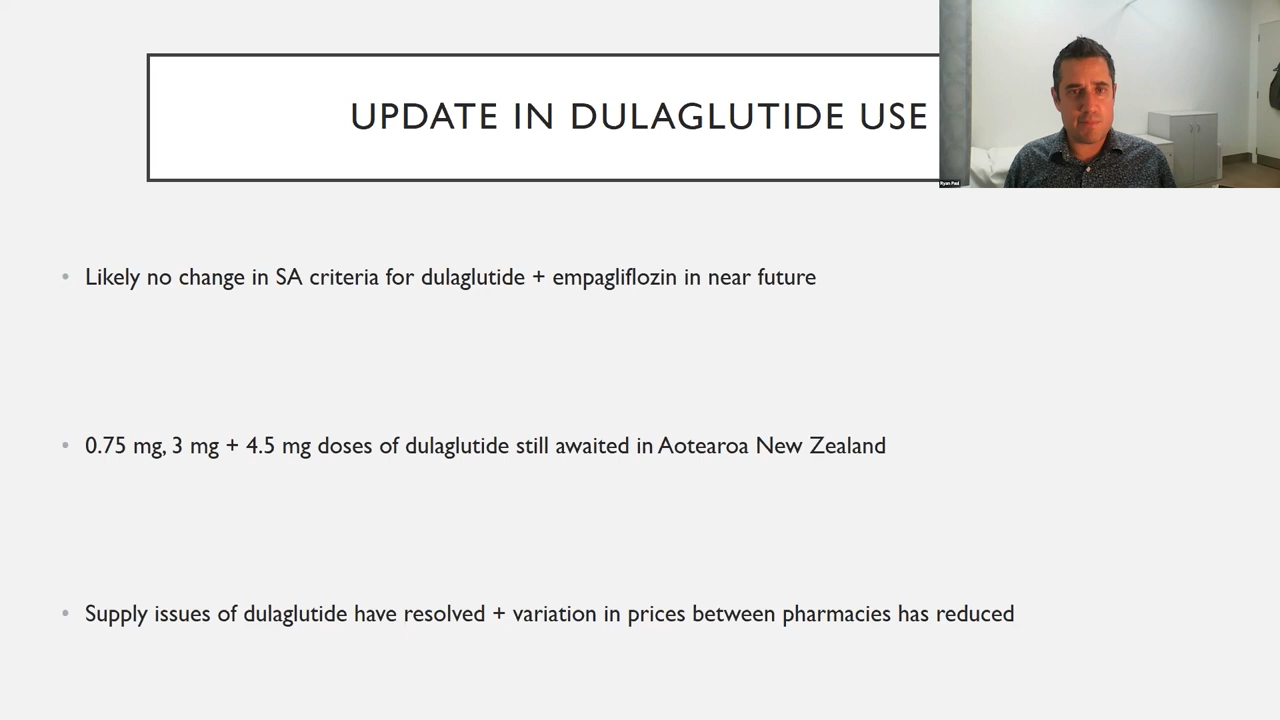 UPDATE IN DULAGLUTIDE USE
Ryan Paul
• Likely no change in SA criteria for dulaglutide + empagliflozin in near future
• 0.75 mg, 3 mg + 4.5 mg doses of dulaglutide still awaited in Aotearoa New Zealand
• Supply issues of dulaglutide have resolved + variation in prices between pharmacies has reduced